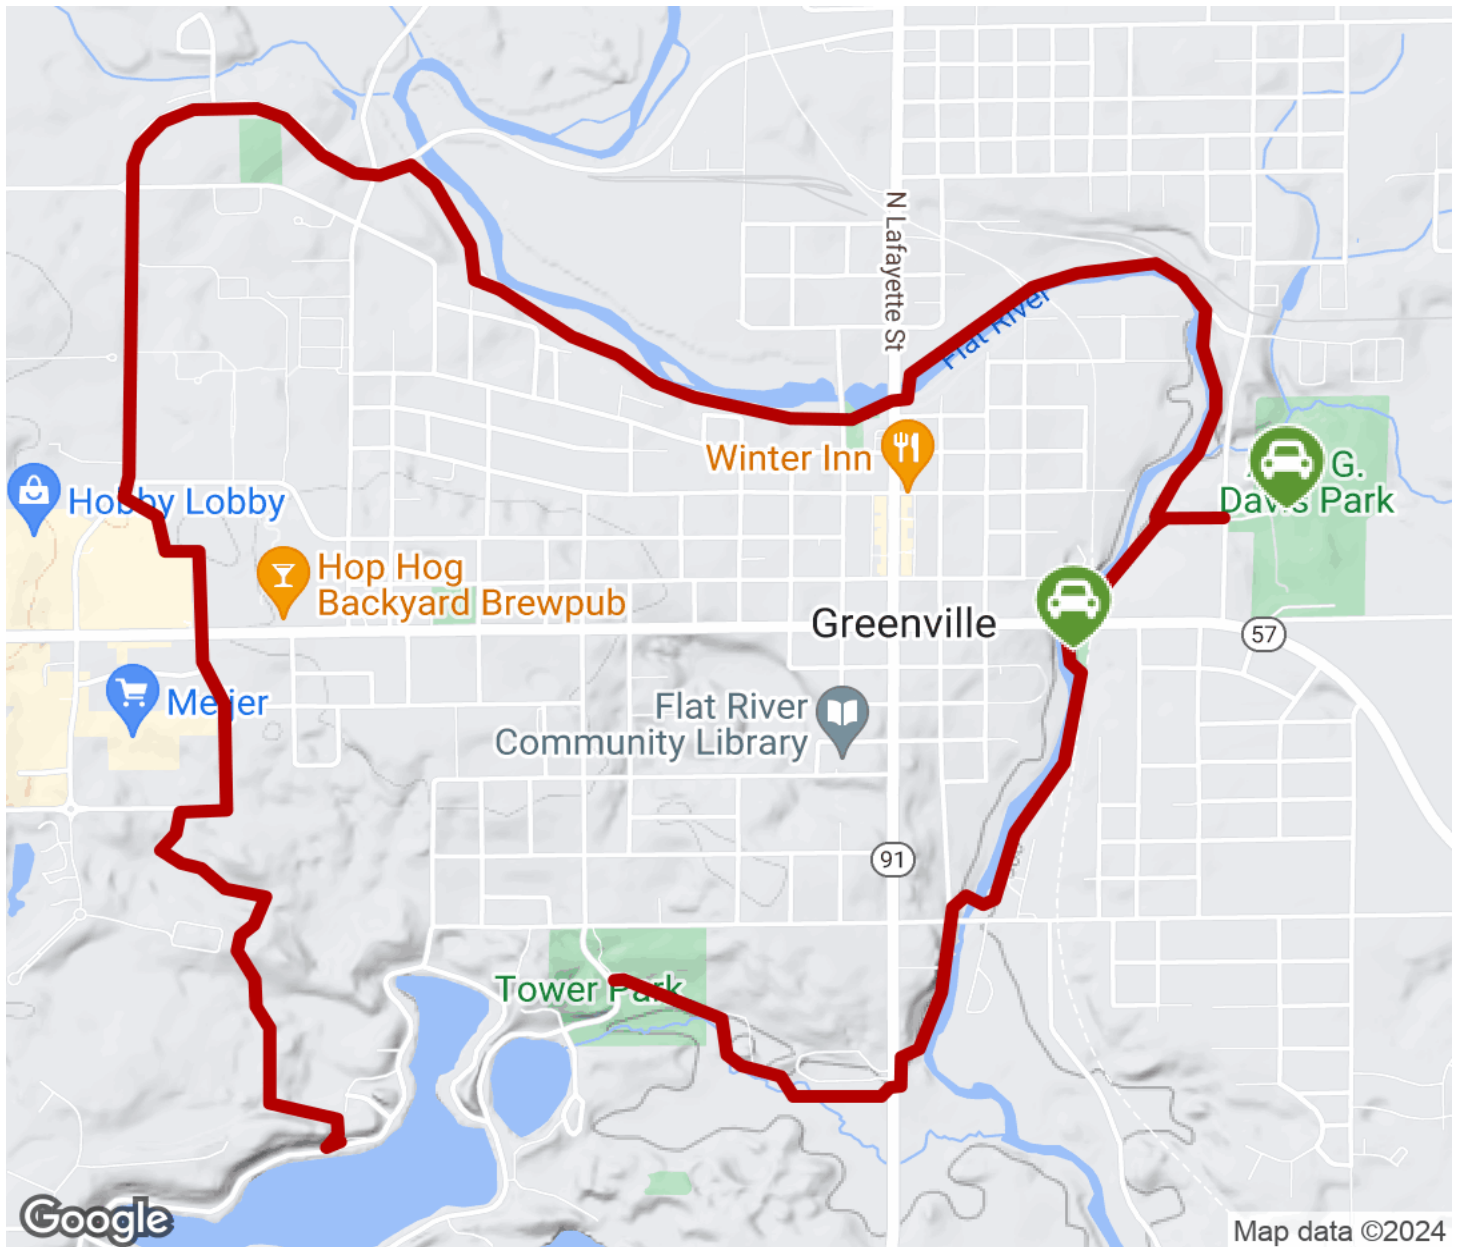 N Lafayette St
Flat River
Winter Inn
G.
Davis Park
Hobby Lobby
Hop Hog
Backyard Brewpub
Greenville
57
Meijer
Flat River
Community Library
91
Tower Park
Google
Map data ©2024